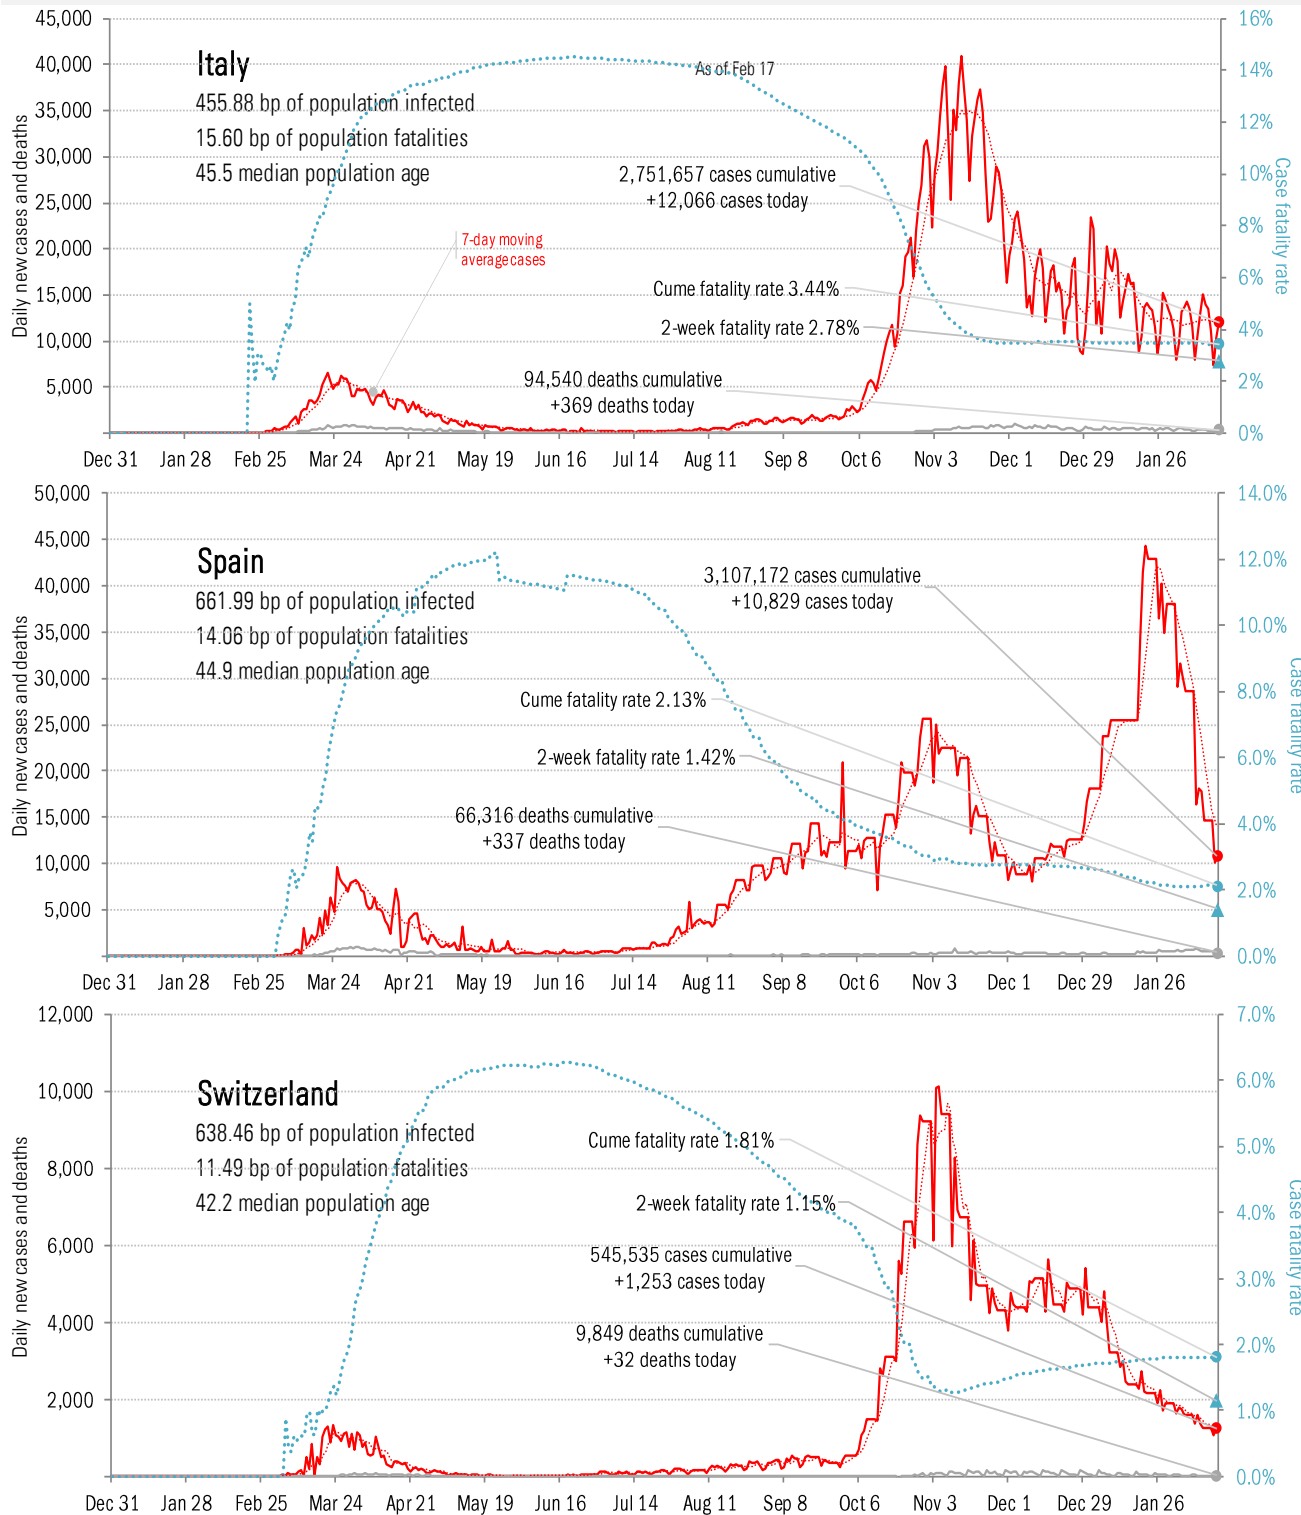 45,000
40,000
35,000
30,000
25,000
20,000
15,000
10,000
5,000
Daily new cases and deaths
16%
14%
12%
10%
8%
6%
4%
2%
0%
Case fatality rate
Italy
455.88 bp of population infected
15.60 bp of population fatalities
45.5 median population age
As of Feb 17
7-day moving
average cases
2,751,657 cases cumulative
+12,066 cases today
Cume fatality rate 3.44%
2-week fatality rate 2.78%
94,540 deaths cumulative
+369 deaths today
Dec 31 Jan 28 Feb 25 Mar 24 Apr 21 May 19 Jun 16 Jul 14 Aug 11 Sep 8 Oct 6 Nov 3 Dec 1 Dec 29 Jan 26
50,000
45,000
40,000
35,000
30,000
25,000
20,000
15,000
10,000
5,000
Daily new cases and deaths
14.0%
12.0%
10.0%
8.0%
6.0%
4.0%
2.0%
0.0%
Case fatality rate
Spain
661.99 bp of population infected
14.06 bp of population fatalities
44.9 median population age
3,107,172 cases cumulative
+10,829 cases today
Cume fatality rate 2.13%
2-week fatality rate 1.42%
66,316 deaths cumulative
+337 deaths today
Dec 31 Jan 28 Feb 25 Mar 24 Apr 21 May 19 Jun 16 Jul 14 Aug 11 Sep 8 Oct 6 Nov 3 Dec 1 Dec 29 Jan 26
12,000
10,000
8,000
6,000
4,000
2,000
Daily new cases and deaths
7.0%
6.0%
5.0%
4.0%
3.0%
2.0%
1.0%
0.0%
Case fatality rate
Switzerland
638.46 bp of population infected
11.49 bp of population fatalities
42.2 median population age
Cume fatality rate 1.81%
2-week fatality rate 1.15%
545,535 cases cumulative
+1,253 cases today
9,849 deaths cumulative
+32 deaths today
Dec 31 Jan 28 Feb 25 Mar 24 Apr 21 May 19 Jun 16 Jul 14 Aug 11 Sep 8 Oct 6 Nov 3 Dec 1 Dec 29 Jan 26